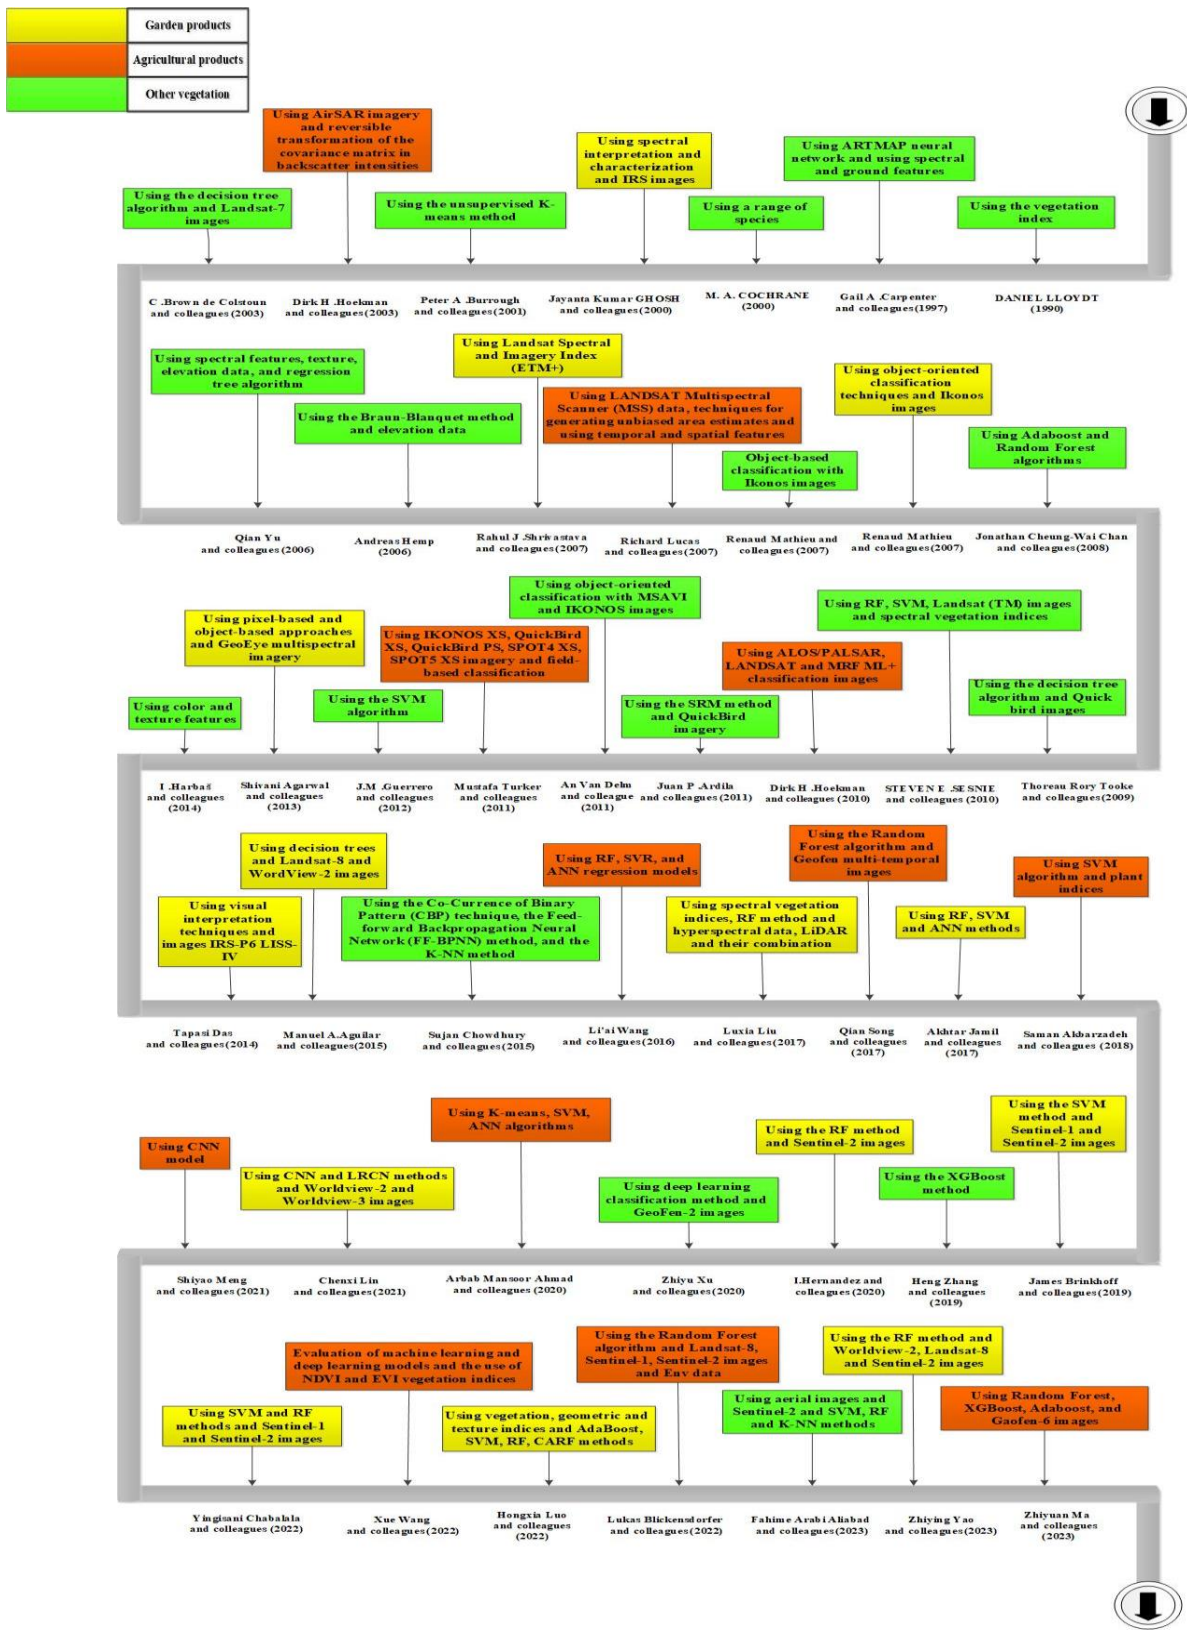 Garden products
Agricultural products
Other vegetation
Using the decision tree
algorithm and Landsat-7
images
Using AirSAR imagery
and reversible
transformation of the
covariance matrix in
backscatter intensities
Using the unsupervised K-
means method
Using spectral
interpretation and
characterization
and IRS images
Using a range of
species
Using ARTMAP neural
network and using spectral
and ground features
Using the vegetation
index
C .Brown de Colstoun
and colleagues (2003)
Dirk H .Hoekman
and colleagues(2003)
Peter A .Burrough
and colleagues(2001)
Jayanta Kumar GHOSH
and colleagues (2000)
M. A. COCHRANE
(2000)
Gail A .Carpenter
and colleagues(1997)
DANIEL LLOYDT
(1990)
Using spectral features, texture,
elevation data, and regression
tree algorithm
Using the Braun-Blanquet method
and elevation data
Using Landsat Spectral
and Imagery Index
(ETM+)
Using LANDSAT Multispectral
Scanner (MSS) data, techniques for
generating unbiased area estimates and
using temporal and spatial features
Object-based
classification with
Ikonos images
Using object-oriented
classification
techniques and Ikonos
images
Using Adaboost and
Random Forest
algorithms
Qian Yu
and colleagues (2006)
Andreas Hemp
(2006)
Rahul J .Shrivastava
and colleagues(2007)
Richard Lucas
and colleagues (2007)
Renaud Mathieu and
colleagues (2007)
Renaud Mathieu
and colleagues (2007)
Jonathan Cheung-Wai Chan
and colleagues (2008)
Using color and
texture features
Using pixel-based and
object-based approaches
and GeoEye multispectral
imagery
Using the SVM
algorithm
Using IKONOS XS, QuickBird
XS, QuickBird PS, SPOT4 XS,
SPOT5 XS imagery and field-
based classification
Using object-oriented
classification with MSAVI
and IKONOS images
Using the SRM method
and QuickBird
imagery
Using ALOS/PALSAR,
LANDSAT and MRF ML+
classification images
Using RF, SVM, Landsat (TM) images
and spectral vegetation indices
Using the decision tree
algorithm and Quick
bird images
I .Harbaš
and colleagues
(2014)
Shivani Agarwal
and colleagues
(2013)
J.M .Guerrero
and colleagues
(2012)
Mustafa Turker
and colleagues
(2011)
An Van Delm
and colleague
(2011)
Juan P .Ardila
and colleagues (2011)
Dirk H .Hoekman
and colleagues (2010)
STEVEN E .SESNIE
and colleagues (2010)
Thoreau Rory Tooke
and colleagues (2009)
Using visual
interpretation
techniques and
images IRS-P6 LISS-
IV
Using decision trees
and Landsat-8 and
WordView-2 images
Using the Co-Currence of Binary
Pattern (CBP) technique, the Feed-
forward Backpropagation Neural
Network (FF-BPNN) method, and the
K-NN method
Using RF, SVR, and
ANN regression models
Using spectral vegetation
indices, RF method and
hyperspectral data, LiDAR
and their combination
Using the Random
Forest algorithm and
Geofen multi-temporal
images
Using RF, SVM
and ANN methods
Using SVM
algorithm and plant
indices
Tapasi Das
and colleagues (2014)
Manuel A.Aguilar
and colleagues(2015)
Sujan Chowdhury
and colleagues(2015)
Li'ai Wang
and colleagues (2016)
Luxia Liu
and colleagues (2017)
Qian Song
and colleagues
(2017)
Akhtar Jamil
and colleagues
(2017)
Saman Akbarzadeh
and colleagues (2018)
Using CNN
model
Using CNN and LRCN methods
and Worldview-2 and
Worldview-3 images
Using K-means, SVM,
ANN algorithms
Using deep learning
classification method and
GeoFen-2 images
Using the RF method
and Sentinel-2 images
Using the XGBoost
method
Using the SVM
method and
Sentinel-1 and
Sentinel-2 images
Shiyao Meng
and colleagues (2021)
Chenxi Lin
and colleagues (2021)
Arbab Mansoor Ahmad
and colleagues (2020)
Zhiyu Xu
and colleagues (2020)
I.Hernandez and
colleagues (2020)
Heng Zhang
and colleagues
(2019)
James Brinkhoff
and colleagues (2019)
Using SVM and RF
methods and Sentinel-1
and Sentinel-2 images
Evaluation of machine learning and
deep learning models and the use of
NDVI and EVI vegetation indices
Using vegetation, geometric and
texture indices and AdaBoost,
SVM, RF, CARF methods
Using the Random Forest
algorithm and Landsat-8,
Sentinel-1, Sentinel-2 images
and Env data
Using aerial images and
Sentinel-2 and SVM, RF
and K-NN methods
Using the RF method and
Worldview-2, Landsat-8
and Sentinel-2 images
Using Random Forest,
XGBoost, Adaboost, and
Gaofen-6 images
Yingisani Chabalala
and colleagues (2022)
Xue Wang
and colleagues (2022)
Hongxia Luo
and colleagues
(2022)
Lukas Blickensdorfer
and colleagues (2022)
Fahime Arabi Aliabad
and colleagues (2023)
Zhiying Yao
and colleagues (2023)
Zhiyuan Ma
and colleagues
(2023)